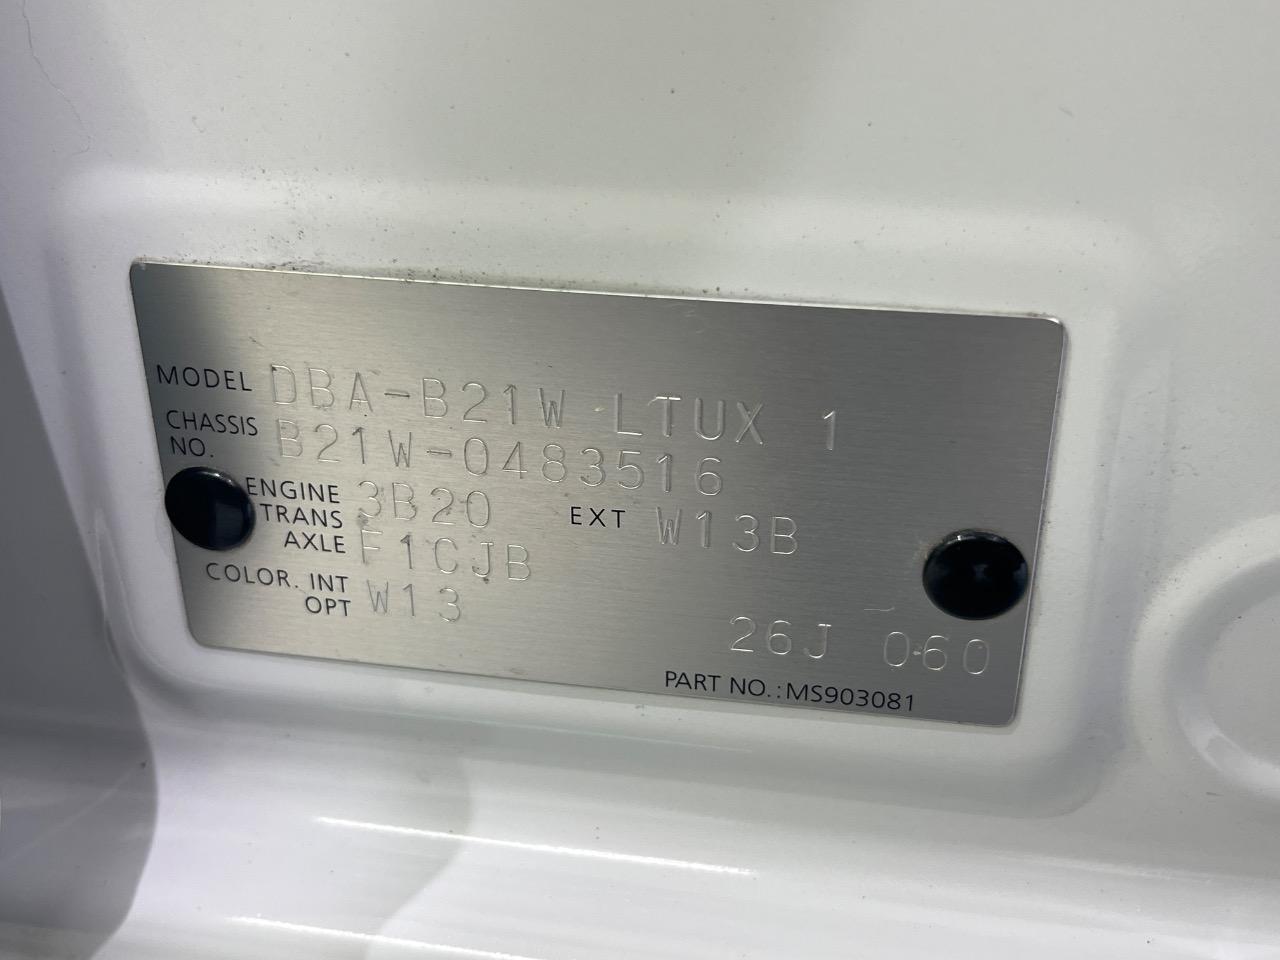 MODEL DBA-B21W LTUX 1
CHASSIS NO. B21W-0483516
ENGINE 3B20 EXT W13B
TRANS AXLE F1CJB
COLOR. INT OPT W13
26J 060
PART NO.:MS903081